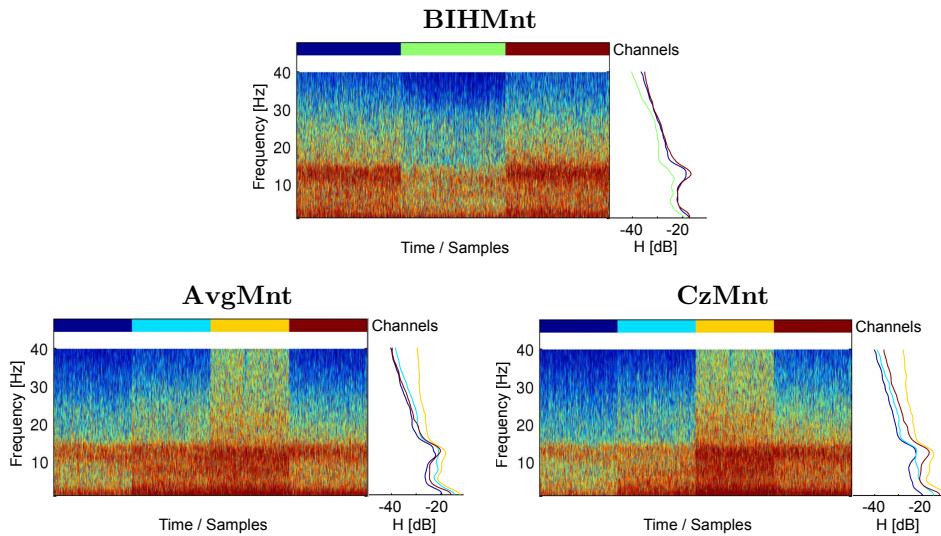 BIHMnt
Channels
Frequency [Hz]
40
30
20
10
-40 -20
Time / Samples
H [dB]
AvgMnt
Channels
Frequency [Hz]
40
30
20
10
-40 -20
Time / Samples
H [dB]
CzMnt
Channels
Frequency [Hz]
40
30
20
10
-40 -20
Time / Samples
H [dB]